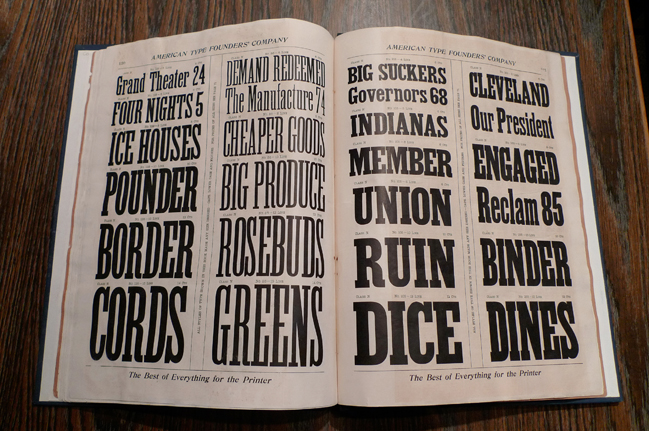 AMERICAN TYPE FOUNDERS' COMPANY
Grand Theater 24
FOUR NIGHTS 5
ICE HOUSES
POUNDER
BORDER
CORDS
DEMAND REDEEMED
The Manufacture 74
CHEAPER GOODS
BIG PRODUCE
ROSEBUDS
GREENS
The Best of Everything for the Printer
AMERICAN TYPE FOUNDERS' COMPANY
BIG SUCKERS
Governors 68
INDIANAS
MEMBER
UNION
RUIN
DICE
CLEVELAND
Our President
ENGAGED
Reclam 85
BINDER
DINES
The Best of Everything for the Printer